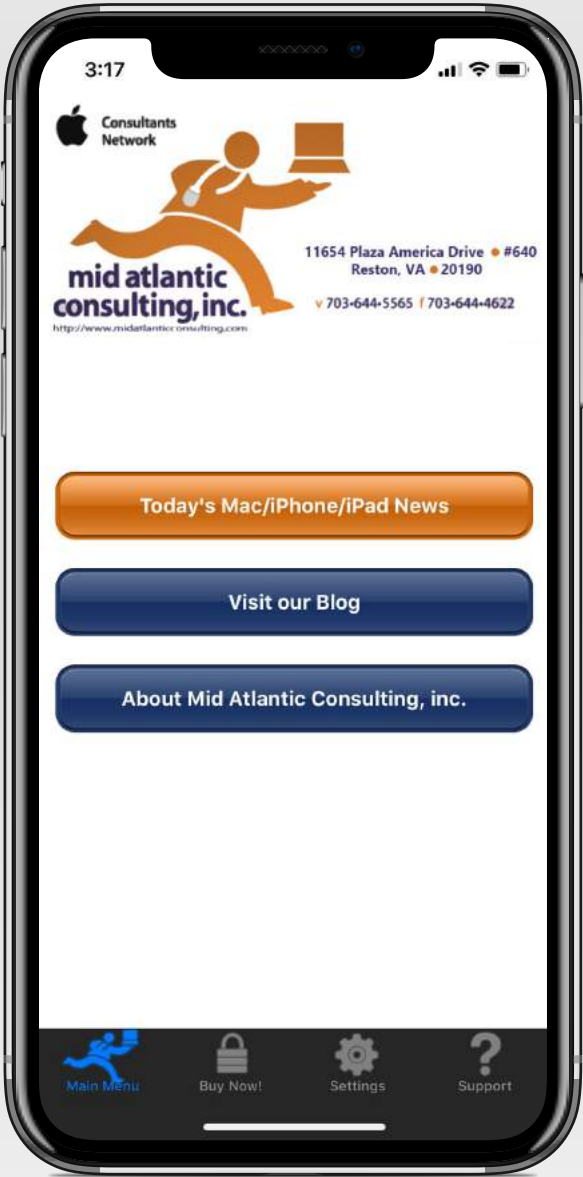 3:17
Consultants
Network
mid atlantic
consulting, inc.
http://www.midatlanticconsulting.com
11654 Plaza America Drive • #640
Reston, VA • 20190
v 703•644•5565 f 703•644•4622
Today's Mac/iPhone/iPad News
Visit our Blog
About Mid Atlantic Consulting, inc.
Main Menu
Buy Now!
Settings
Support